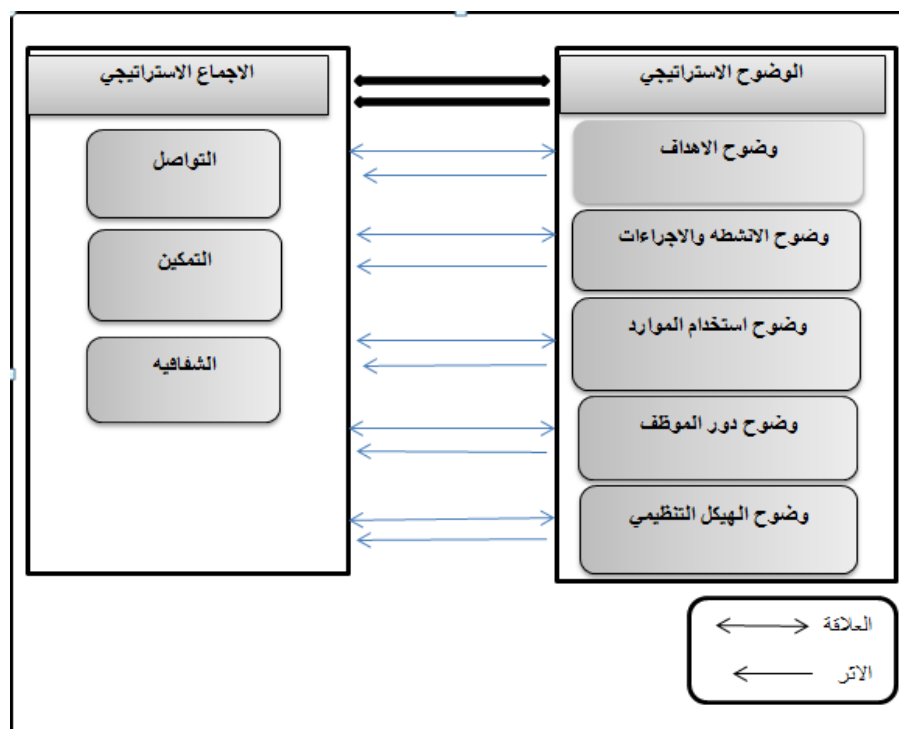 الوضوح الاستراتيجي
وضوح الاهداف
وضوح الانشطه والاجراءات
وضوح استخدام الموارد
وضوح دور الموظف
وضوح الهيكل التنظيمي
الاجماع الاستراتيجي
التواصل
التمكين
الشفافيه
العلاقة
الاثر